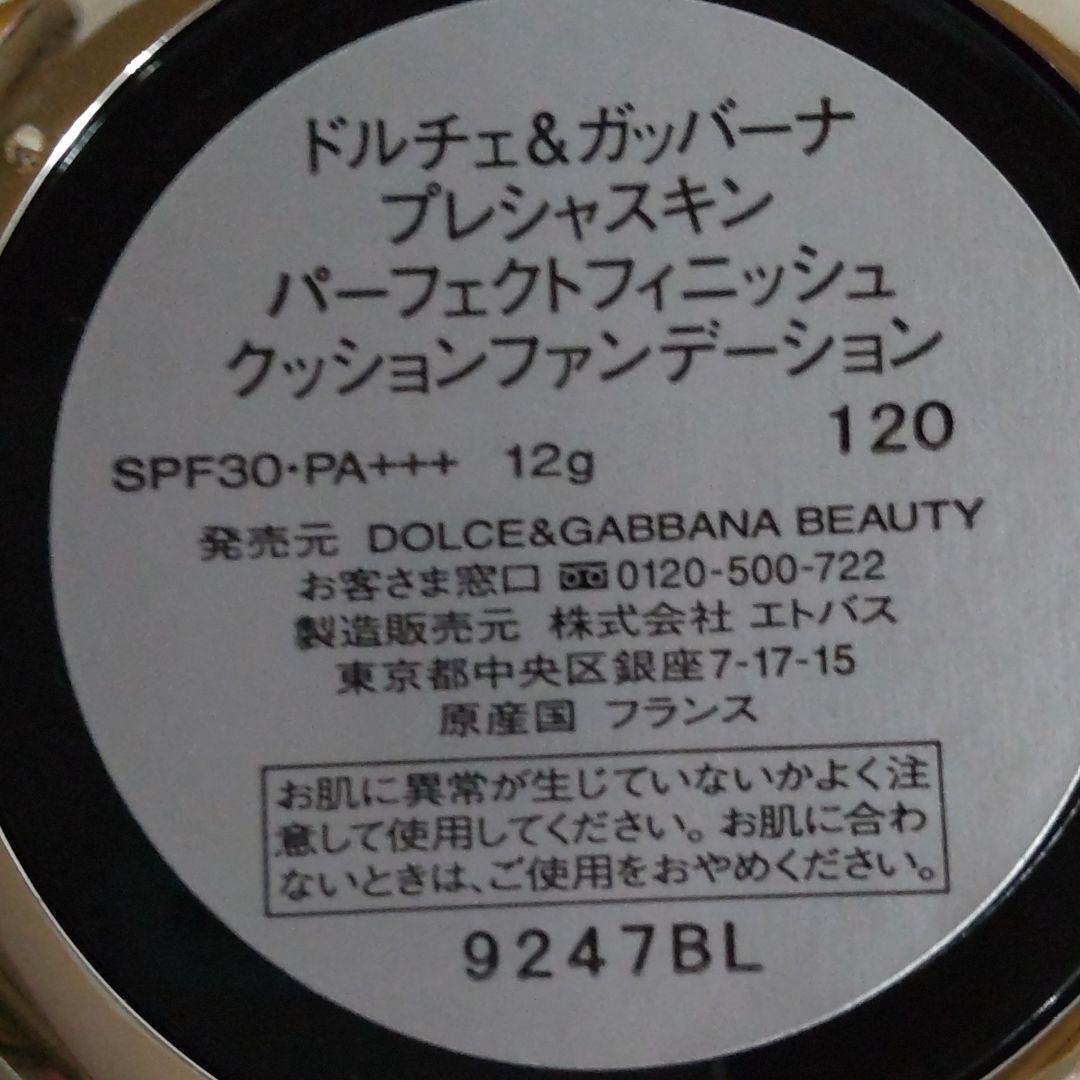 ドルチェ&ガッバーナ
プレシャスキン
パーフェクトフィニッシュ
クッションファンデーション
120
SPF30・PA+++ 12g
発売元 DOLCE&GABBANA BEAUTY
お客さま窓口 0120-500-722
製造販売元 株式会社 エトバス
東京都中央区銀座7-17-15
原産国 フランス
お肌に異常が生じていないかよく注
意して使用してください。お肌に合わ
ないときは、ご使用をおやめください。
9247BL